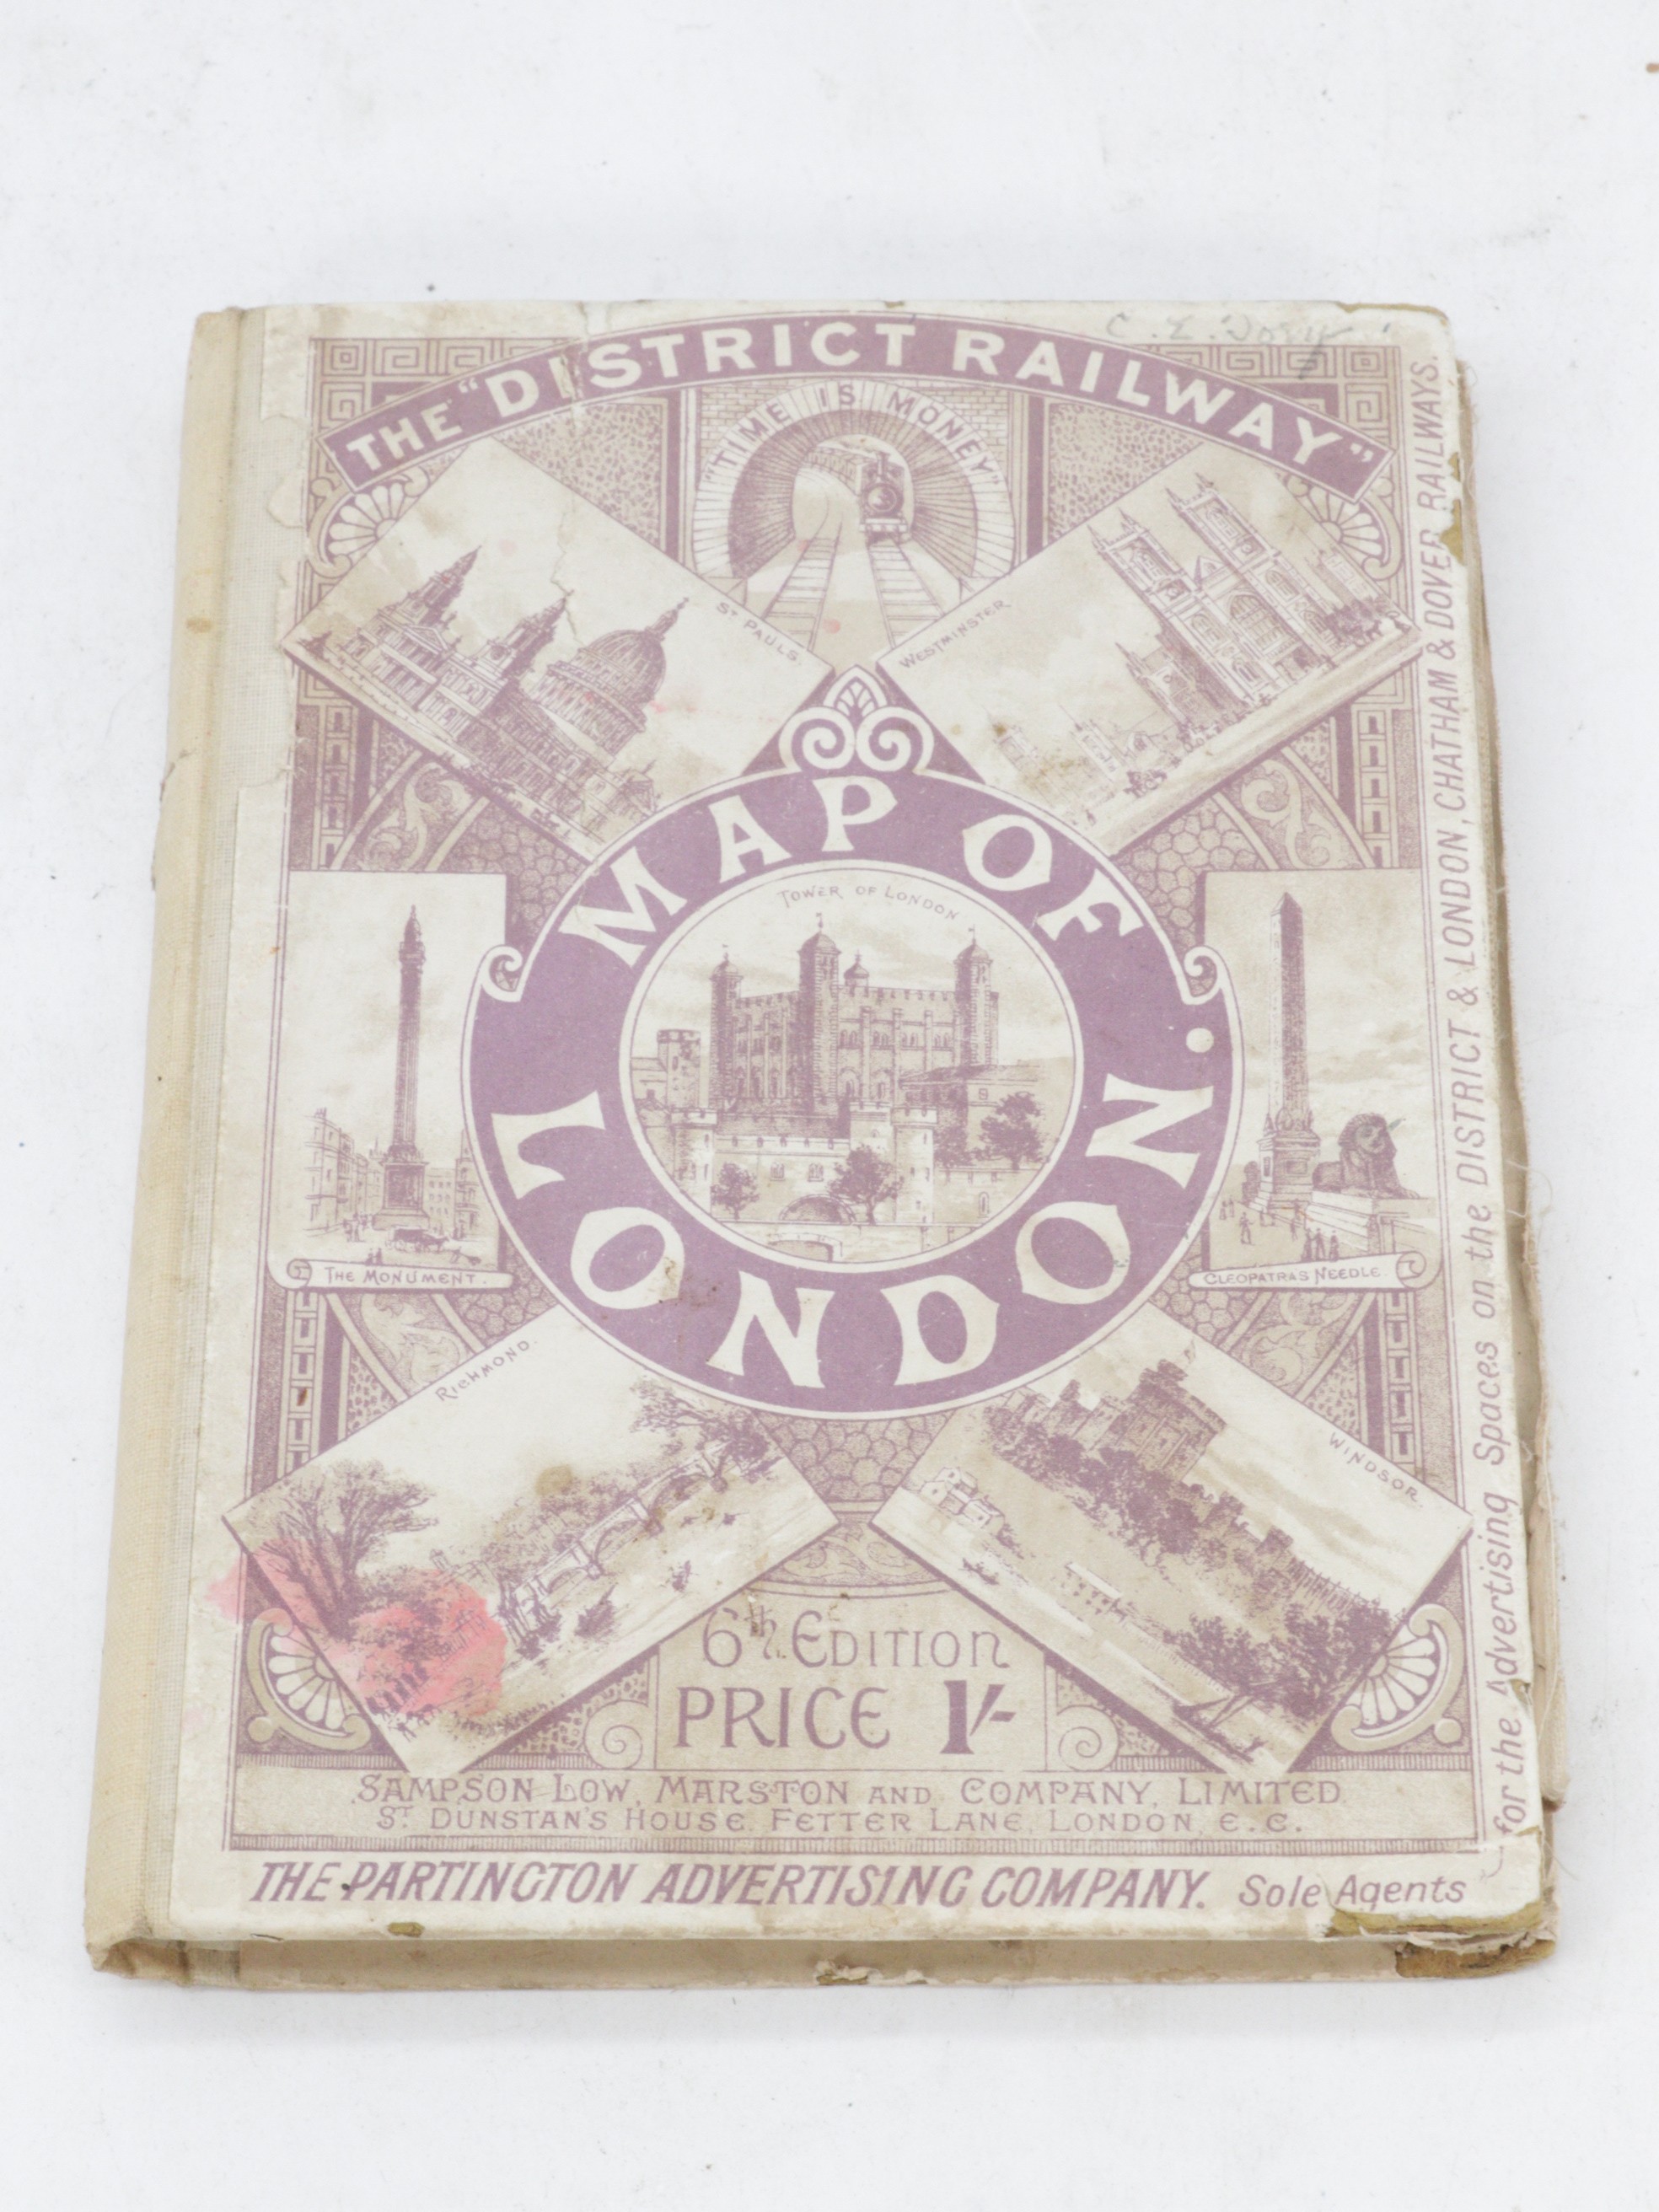 THE "DISTRICT RAILWAY"
"TIME IS MONEY"
ST PAULS.
WESTMINSTER
MAP OF
LONDON.
TOWER OF LONDON
THE MONUMENT.
CLEOPATRAS NEEDLE.
RICHMOND.
WINDSOR.
6th. EDITION
PRICE 1/-
SAMPSON LOW, MARSTON AND COMPANY, LIMITED.
ST. DUNSTAN'S HOUSE, FETTER LANE, LONDON, E.C.
THE PARTINGTON ADVERTISING COMPANY. Sole Agents
for the Advertising Spaces on the DISTRICT & LONDON, CHATHAM & DOVER RAILWAYS.